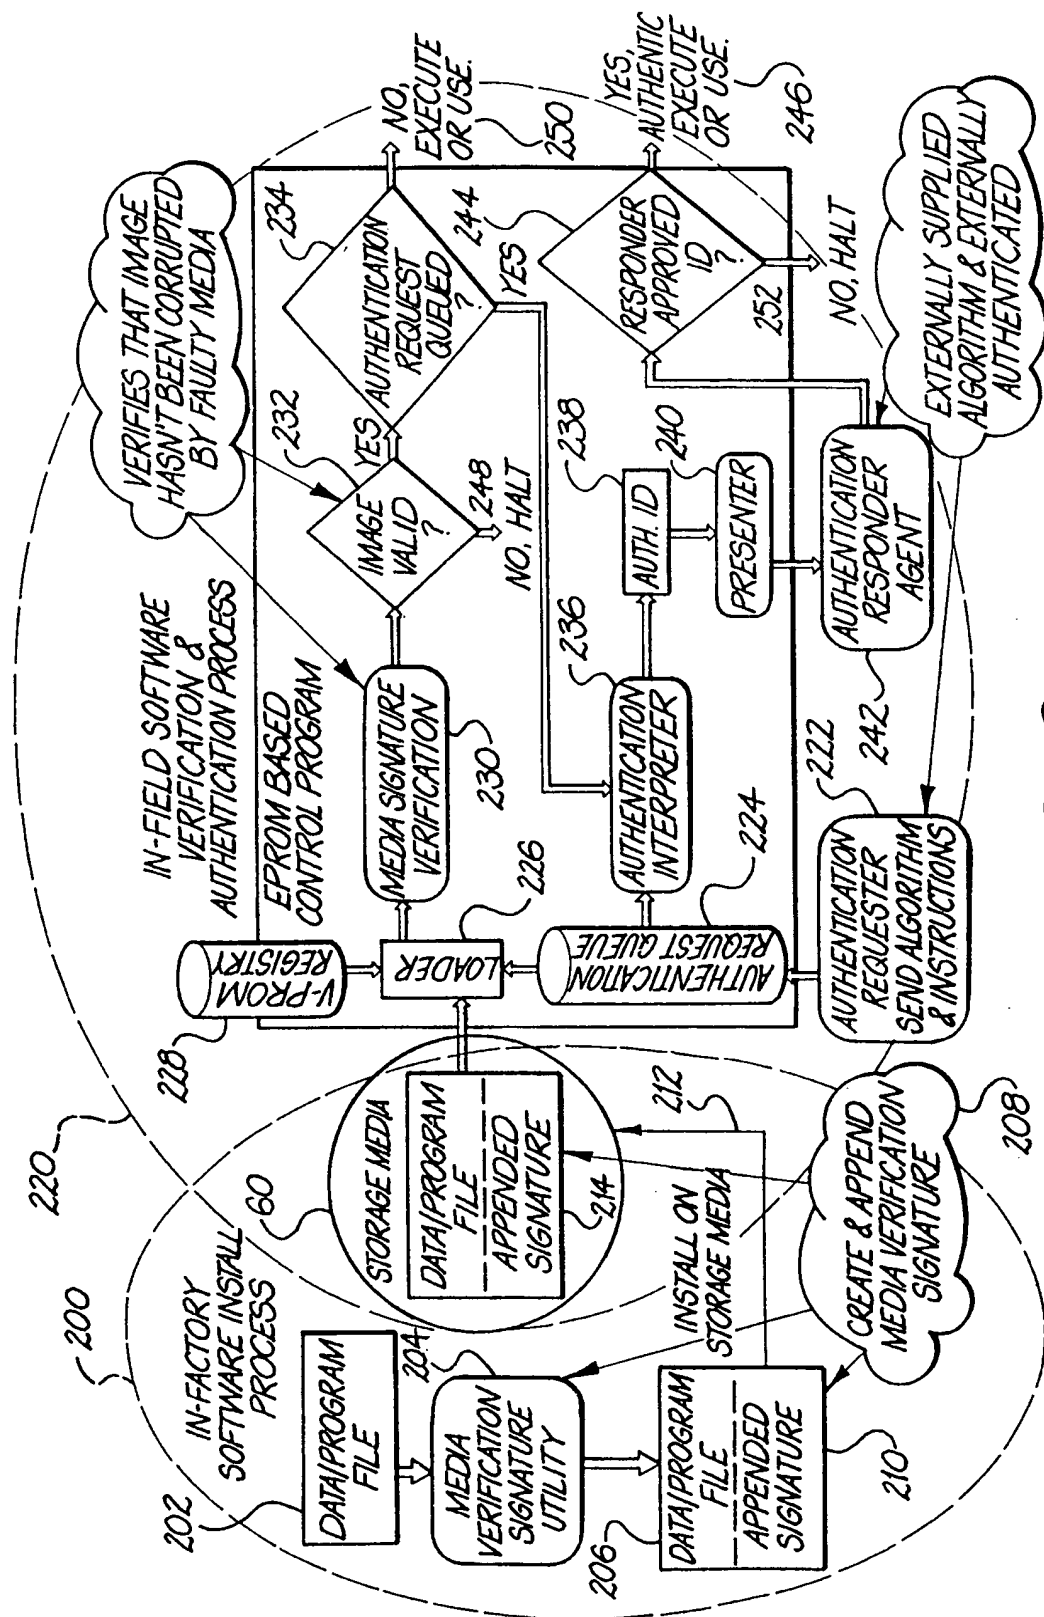 200
IN-FACTORY
SOFTWARE INSTALL
PROCESS
202
DATA/PROGRAM
FILE
204
MEDIA
VERIFICATION
SIGNATURE
UTILITY
206
DATA/PROGRAM
FILE
APPENDED
SIGNATURE
210
INSTALL ON
STORAGE MEDIA
212
CREATE & APPEND
MEDIA VERIFICATION
SIGNATURE
208
60
STORAGE MEDIA
DATA/PROGRAM
FILE
APPENDED
SIGNATURE
214
220
IN-FIELD SOFTWARE
VERIFICATION &
AUTHENTICATION PROCESS
228
V-PROM
REGISTRY
EPROM BASED
CONTROL PROGRAM
LOADER
226
MEDIA SIGNATURE
VERIFICATION
230
VERIFIES THAT IMAGE
HASN'T BEEN CORRUPTED
BY FAULTY MEDIA
232
IMAGE
VALID
?
YES
248
NO, HALT
234
AUTHENTICATION
REQUEST
QUEUED
?
YES
NO,
EXECUTE
OR USE.
250
AUTHENTICATION
REQUEST QUEUE
224
AUTHENTICATION
INTERPRETER
236
AUTH. ID
238
PRESENTER
240
244
RESPONDER
APPROVED
ID
?
YES,
AUTHENTIC
EXECUTE
OR USE.
246
252
NO, HALT
222
AUTHENTICATION
REQUESTER
SEND ALGORITHM
& INSTRUCTIONS
242
AUTHENTICATION
RESPONDER
AGENT
EXTERNALLY SUPPLIED
ALGORITHM & EXTERNALLY
AUTHENTICATED